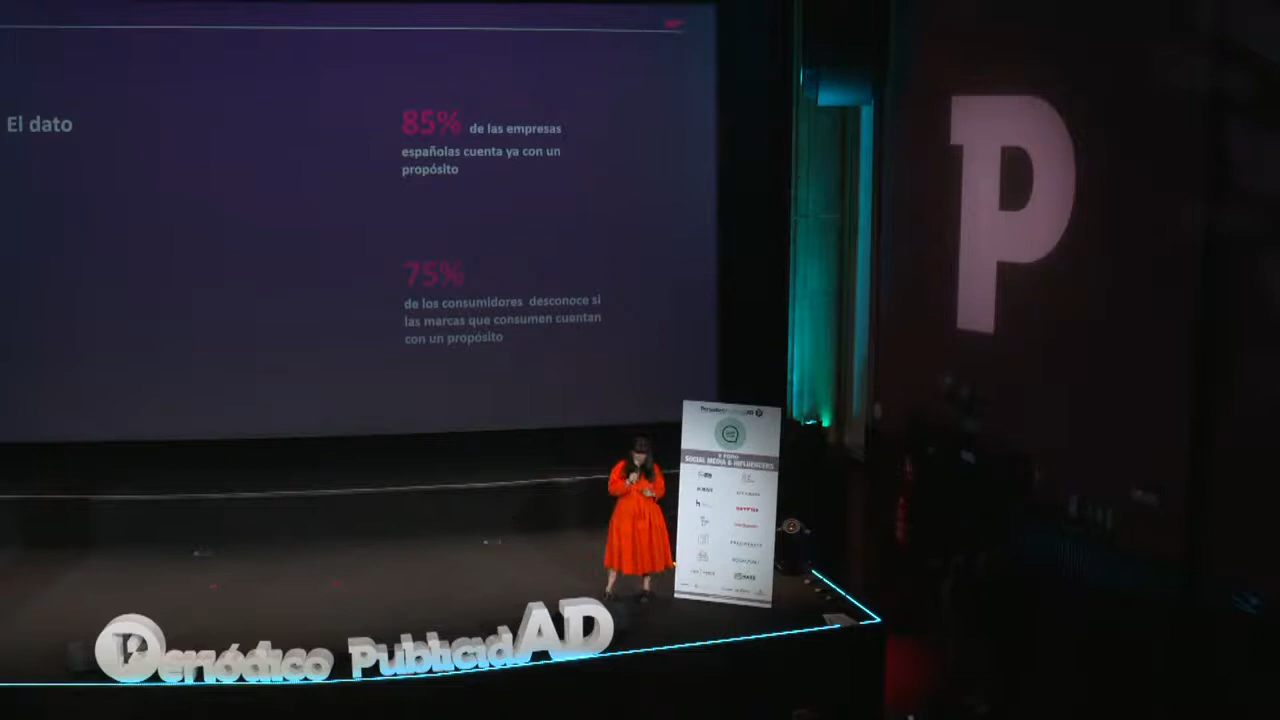 El dato
85% de las empresas
españolas cuenta ya con un
propósito
75%
de los consumidores desconoce si
las marcas que consumen cuentan
con un propósito
P
PeriódicoPublicidAD
SOCIAL MEDIA & INFLUENCERS
Periódico PublicidAD